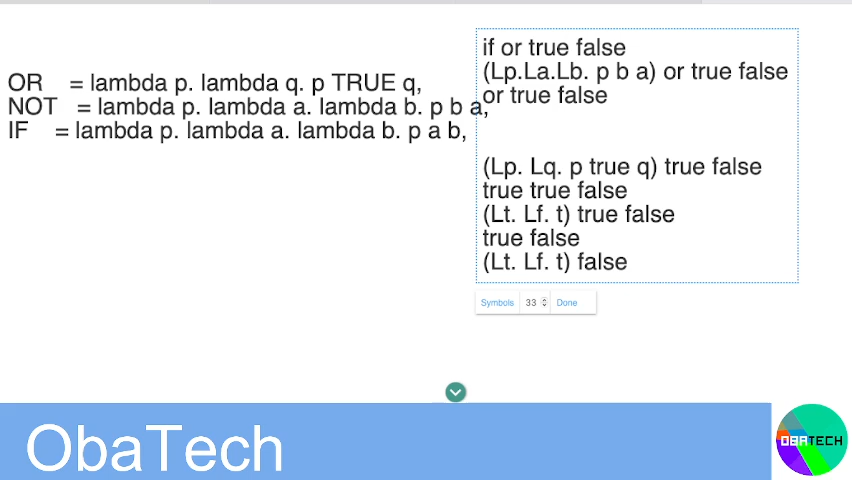 OR = lambda p. lambda q. p TRUE q,
NOT = lambda p. lambda a. lambda b. p b a,
IF = lambda p. lambda a. lambda b. p a b,
if or true false
(Lp.La.Lb. p b a) or true false
or true false
(Lp. Lq. p true q) true false
true true false
(Lt. Lf. t) true false
true false
(Lt. Lf. t) false
Symbols 33 Done
ObaTech
OBATECH